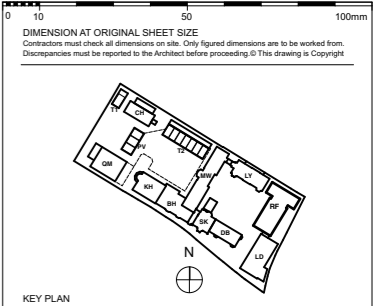 0 10 50 100mm
DIMENSION AT ORIGINAL SHEET SIZE
Contractors must check all dimensions on site. Only figured dimensions are to be worked from.
Discrepancies must be reported to the Architect before proceeding.© This drawing is Copyright
T1
CH
PV
T2
QM
MW
LY
KH
BH
RF
SK
DB
LD
N
KEY PLAN